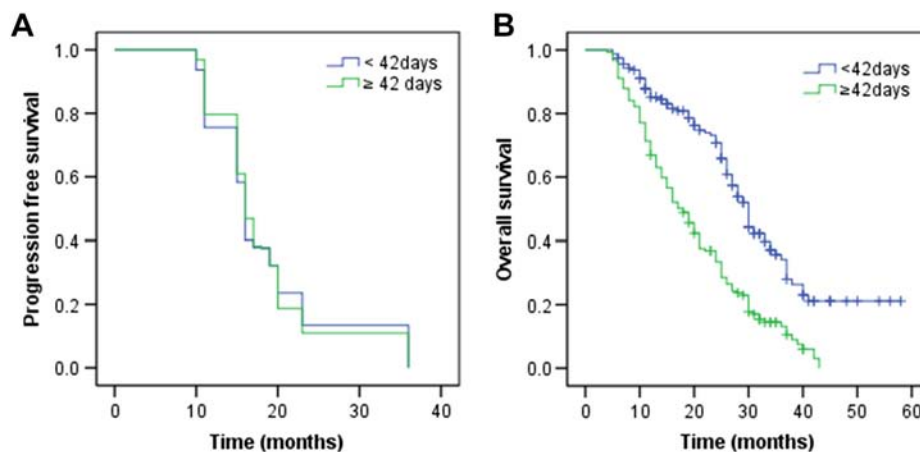 A
B
Progression free survival
1.0
0.8
0.6
0.4
0.2
0.0
< 42days
≥ 42 days
0 10 20 30 40
Time (months)
Overall survival
1.0
0.8
0.6
0.4
0.2
0.0
<42days
≥42days
0 10 20 30 40 50 60
Time (months)